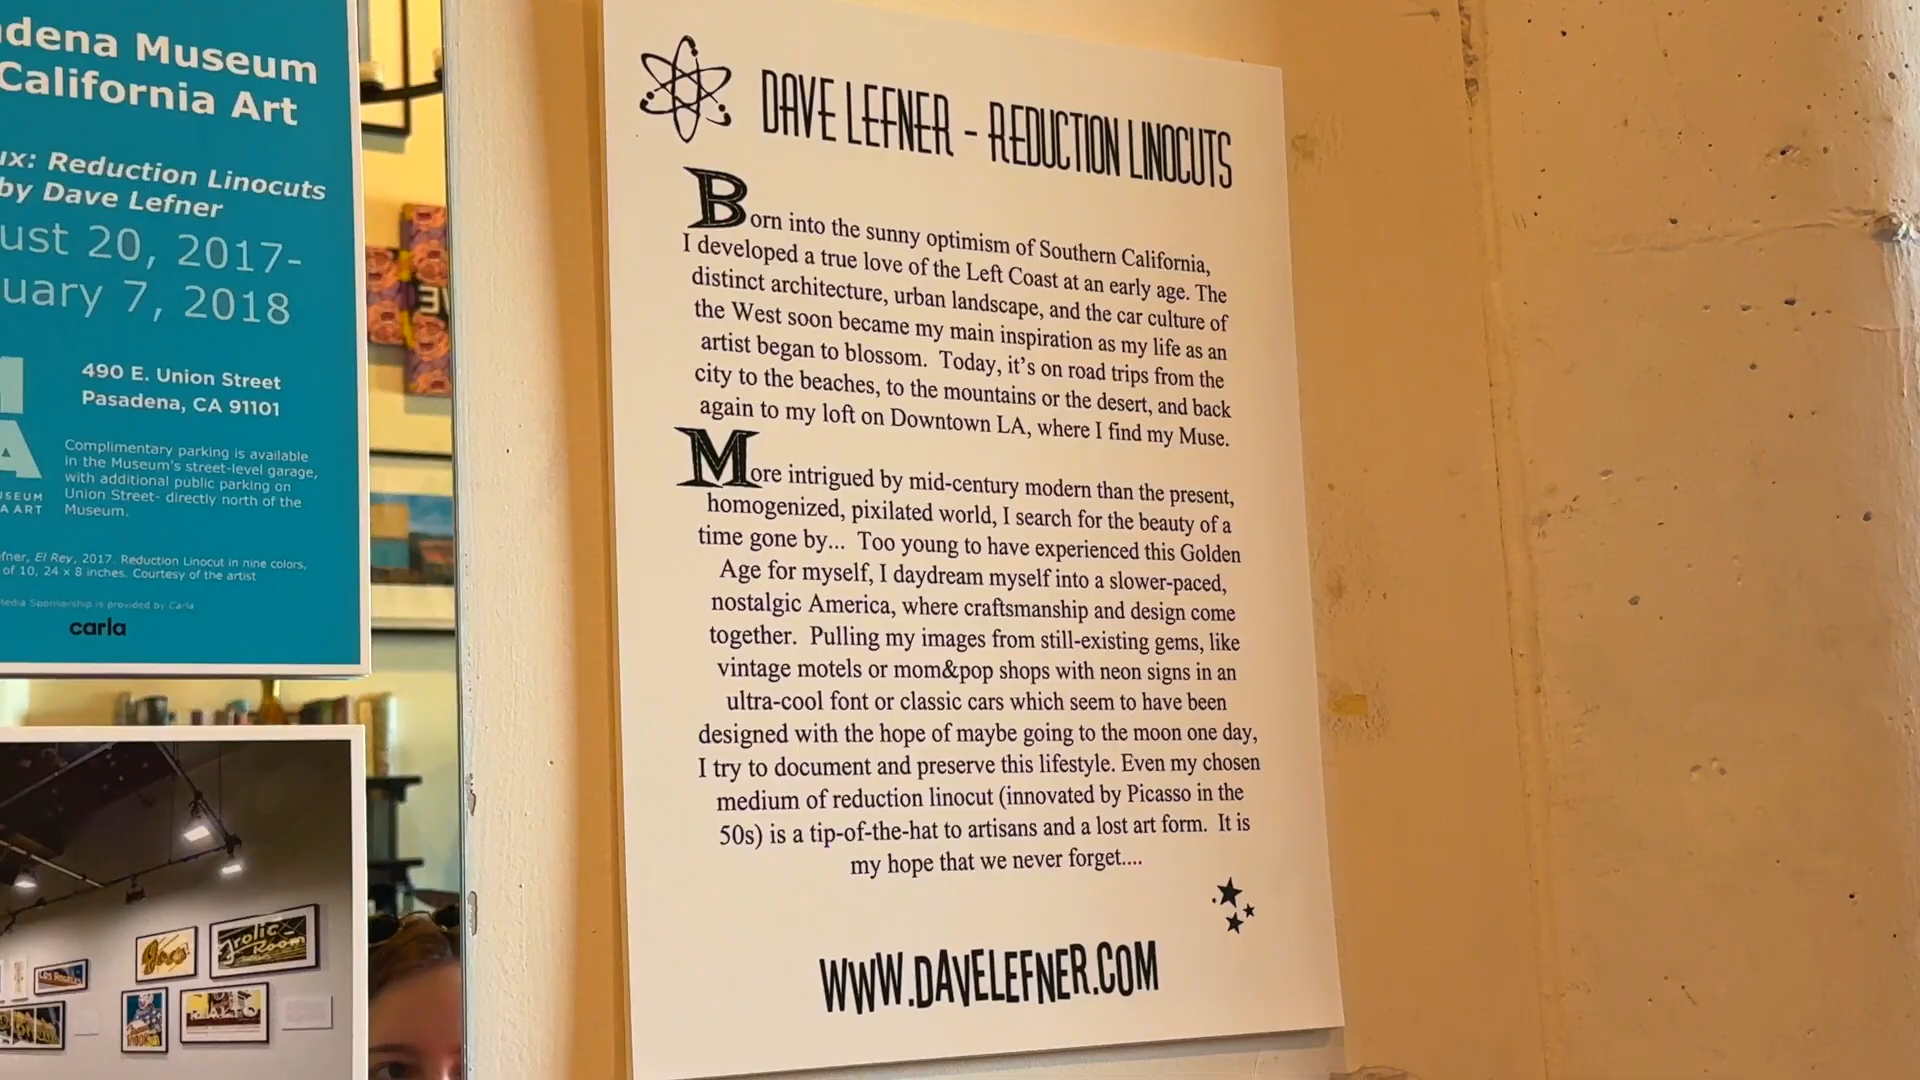 dena Museum
California Art
ux: Reduction Linocuts
by Dave Lefner
ust 20, 2017-
uary 7, 2018
490 E. Union Street
Pasadena, CA 91101
Complimentary parking is available
in the Museum's street-level garage,
with additional public parking on
Union Street- directly north of the
Museum.
USEUM
A ART
fner, El Rey, 2017. Reduction Linocut in nine colors,
of 10, 24 x 8 inches. Courtesy of the artist
Media Sponsorship is provided by Carla
carla
Frolic
Room
DAVE LEFNER - REDUCTION LINOCUTS
Born into the sunny optimism of Southern California,
I developed a true love of the Left Coast at an early age. The
distinct architecture, urban landscape, and the car culture of
the West soon became my main inspiration as my life as an
artist began to blossom. Today, it's on road trips from the
city to the beaches, to the mountains or the desert, and back
again to my loft on Downtown LA, where I find my Muse.
More intrigued by mid-century modern than the present,
homogenized, pixilated world, I search for the beauty of a
time gone by... Too young to have experienced this Golden
Age for myself, I daydream myself into a slower-paced,
nostalgic America, where craftsmanship and design come
together. Pulling my images from still-existing gems, like
vintage motels or mom&pop shops with neon signs in an
ultra-cool font or classic cars which seem to have been
designed with the hope of maybe going to the moon one day,
I try to document and preserve this lifestyle. Even my chosen
medium of reduction linocut (innovated by Picasso in the
50s) is a tip-of-the-hat to artisans and a lost art form. It is
my hope that we never forget....
WWW.DAVELEFNER.COM